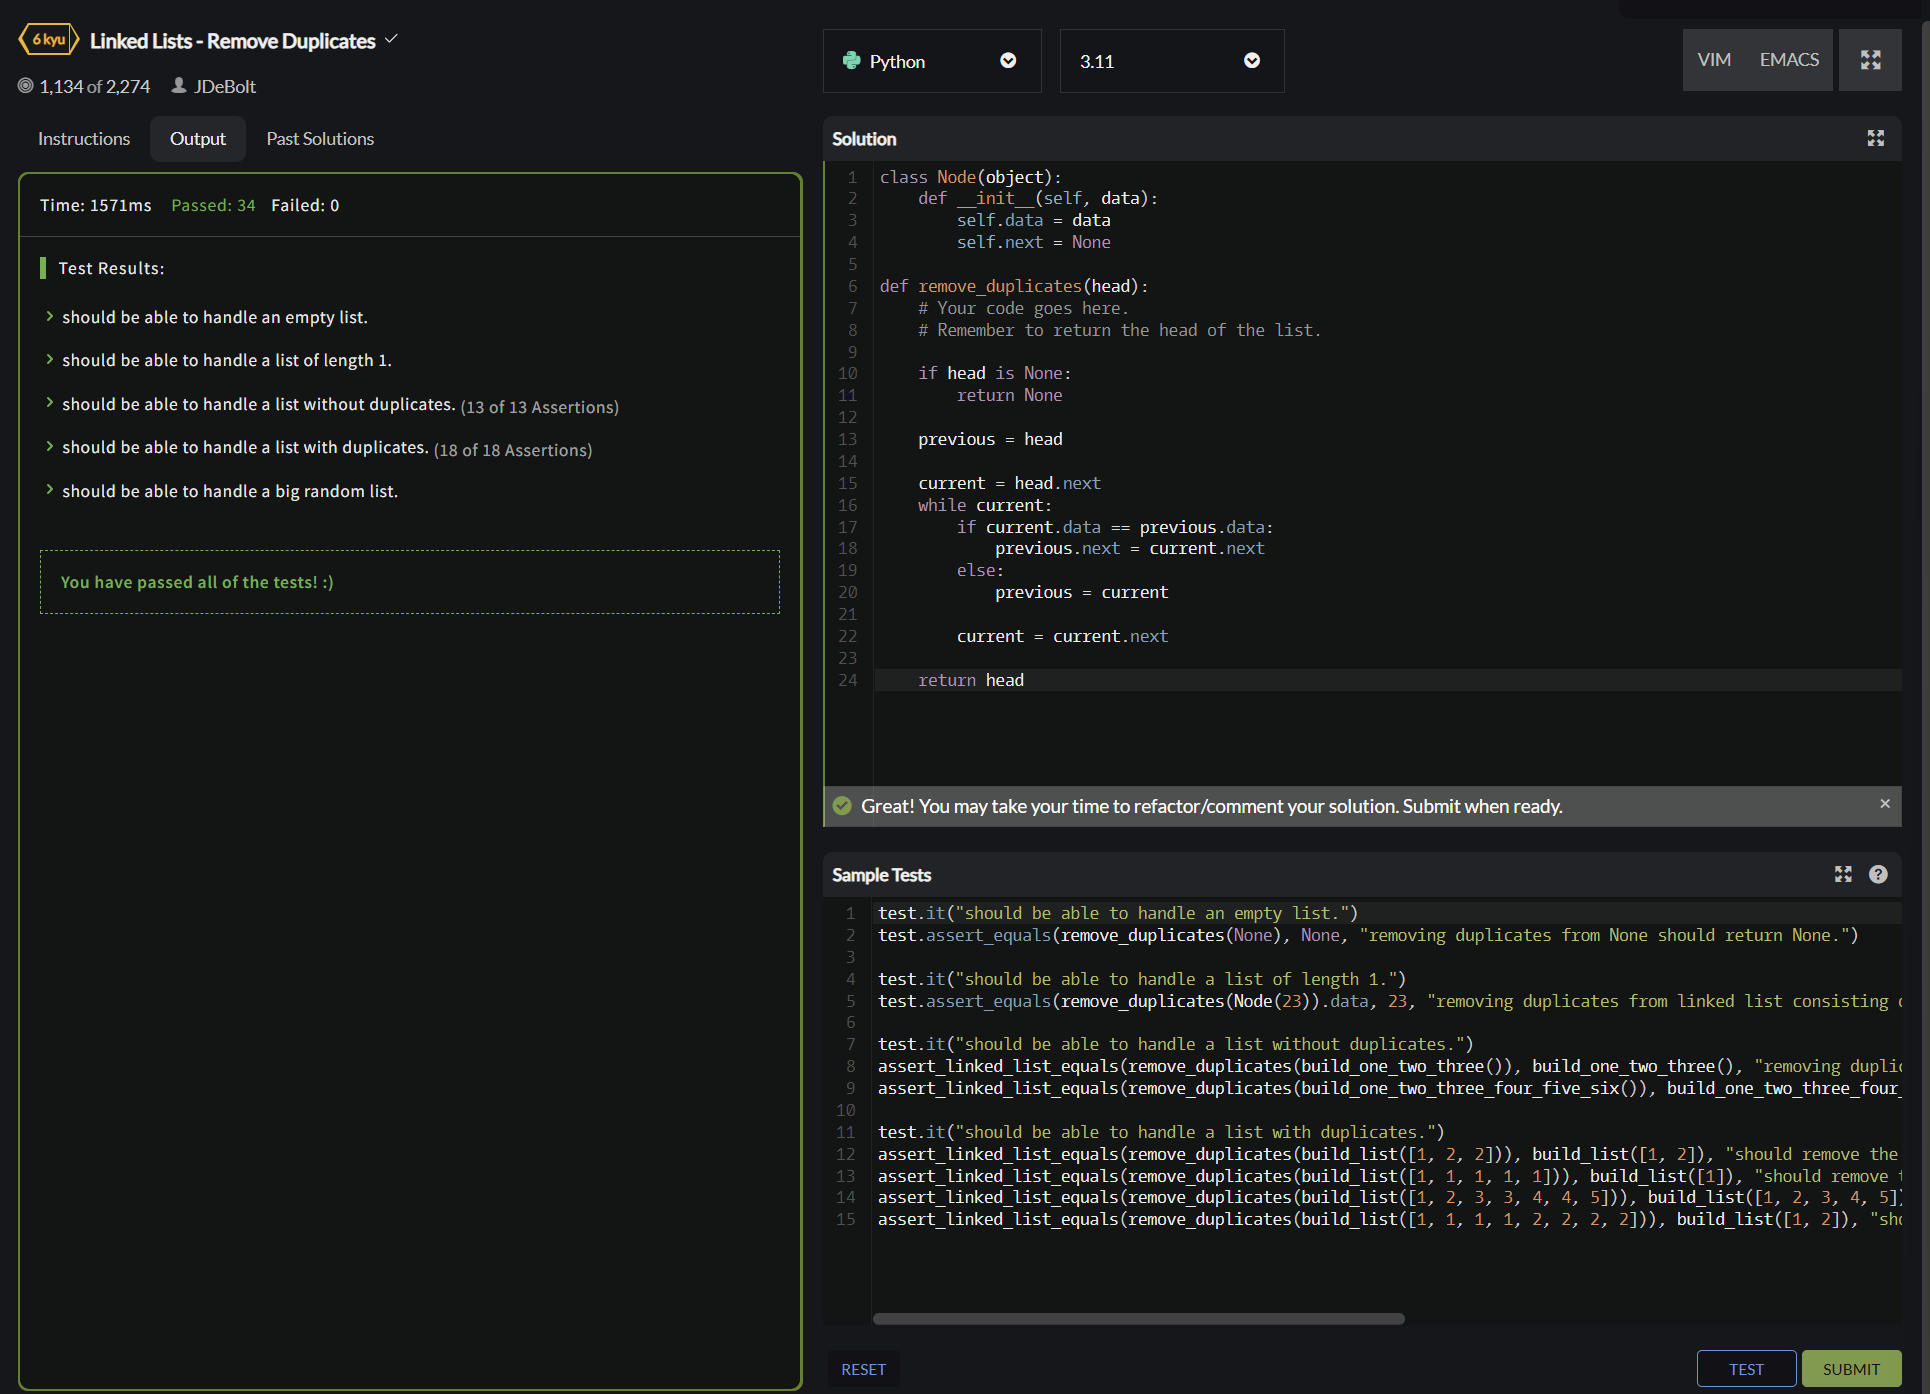 6 kyu Linked Lists - Remove Duplicates
1,134 of 2,274 JDeBolt
Instructions Output Past Solutions
Time: 1571ms Passed: 34 Failed: 0
Test Results:
should be able to handle an empty list.
should be able to handle a list of length 1.
should be able to handle a list without duplicates. (13 of 13 Assertions)
should be able to handle a list with duplicates. (18 of 18 Assertions)
should be able to handle a big random list.
You have passed all of the tests! :)
Python 3.11 VIM EMACS
Solution
1 class Node(object):
2     def __init__(self, data):
3         self.data = data
4         self.next = None
5
6 def remove_duplicates(head):
7     # Your code goes here.
8     # Remember to return the head of the list.
9
10     if head is None:
11         return None
12
13     previous = head
14
15     current = head.next
16     while current:
17         if current.data == previous.data:
18             previous.next = current.next
19         else:
20             previous = current
21
22         current = current.next
23
24     return head
Great! You may take your time to refactor/comment your solution. Submit when ready. ×
Sample Tests ?
1 test.it("should be able to handle an empty list.")
2 test.assert_equals(remove_duplicates(None), None, "removing duplicates from None should return None.")
3
4 test.it("should be able to handle a list of length 1.")
5 test.assert_equals(remove_duplicates(Node(23)).data, 23, "removing duplicates from linked list consisting
6
7 test.it("should be able to handle a list without duplicates.")
8 assert_linked_list_equals(remove_duplicates(build_one_two_three()), build_one_two_three(), "removing duplic
9 assert_linked_list_equals(remove_duplicates(build_one_two_three_four_five_six()), build_one_two_three_four_
10
11 test.it("should be able to handle a list with duplicates.")
12 assert_linked_list_equals(remove_duplicates(build_list([1, 2, 2])), build_list([1, 2]), "should remove the
13 assert_linked_list_equals(remove_duplicates(build_list([1, 1, 1, 1, 1])), build_list([1]), "should remove
14 assert_linked_list_equals(remove_duplicates(build_list([1, 2, 3, 3, 4, 4, 5])), build_list([1, 2, 3, 4, 5])
15 assert_linked_list_equals(remove_duplicates(build_list([1, 1, 1, 1, 2, 2, 2, 2])), build_list([1, 2]), "sho
RESET TEST SUBMIT